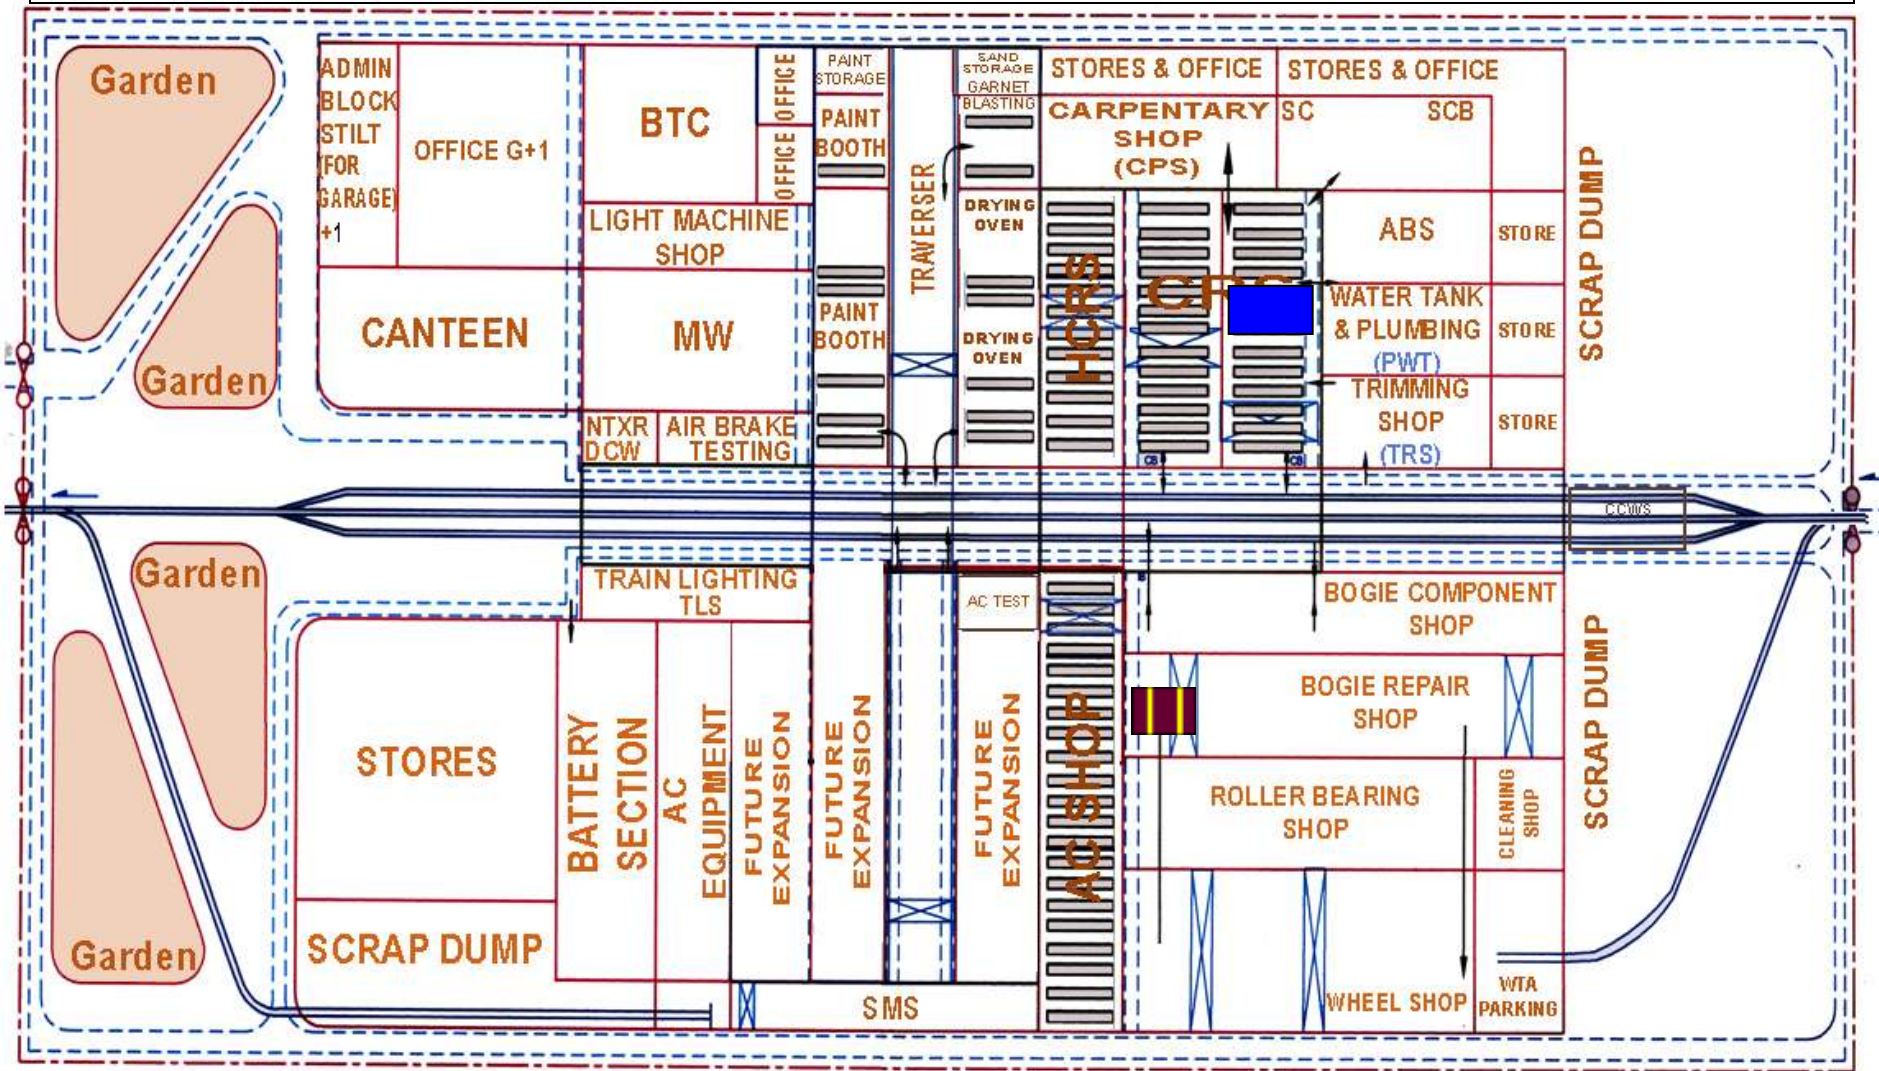 Garden
ADMIN
BLOCK
STILT
(FOR
GARAGE)
+1
OFFICE G+1
BTC
OFFICE
OFFICE
PAINT
STORAGE
PAINT
BOOTH
TRAVERSER
SAND
STORAGE
GARNET
BLASTING
STORES & OFFICE
STORES & OFFICE
CARPENTARY
SHOP
(CPS)
SC
SCB
SCRAP DUMP
LIGHT MACHINE
SHOP
DRYING
OVEN
HCRS
CRS
ABS
STORE
Garden
CANTEEN
MW
PAINT
BOOTH
DRYING
OVEN
WATER TANK
& PLUMBING
(PWT)
STORE
TRIMMING
SHOP
(TRS)
STORE
NTXR
DCW
AIR BRAKE
TESTING
CB
CB
CCWS
Garden
TRAIN LIGHTING
TLS
AC TEST
BOGIE COMPONENT
SHOP
SCRAP DUMP
STORES
BATTERY
SECTION
AC
EQUIPMENT
FUTURE
EXPANSION
FUTURE
EXPANSION
FUTURE
EXPANSION
AC SHOP
BOGIE REPAIR
SHOP
ROLLER BEARING
SHOP
CLEANING
SHOP
Garden
SCRAP DUMP
SMS
WHEEL SHOP
WTA
PARKING